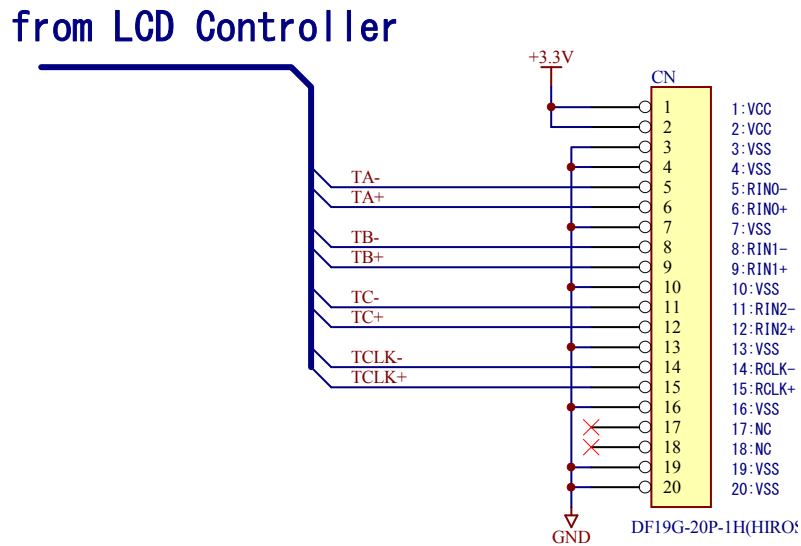 from LCD Controller
+3.3V
CN
1 1:VCC
2 2:VCC
3 3:VSS
4 4:VSS
TA- 5 5:RIN0-
TA+ 6 6:RIN0+
7 7:VSS
TB- 8 8:RIN1-
TB+ 9 9:RIN1+
10 10:VSS
TC- 11 11:RIN2-
TC+ 12 12:RIN2+
13 13:VSS
TCLK- 14 14:RCLK-
TCLK+ 15 15:RCLK+
16 16:VSS
17 17:NC
18 18:NC
19 19:VSS
20 20:VSS
GND
DF19G-20P-1H(HIROS